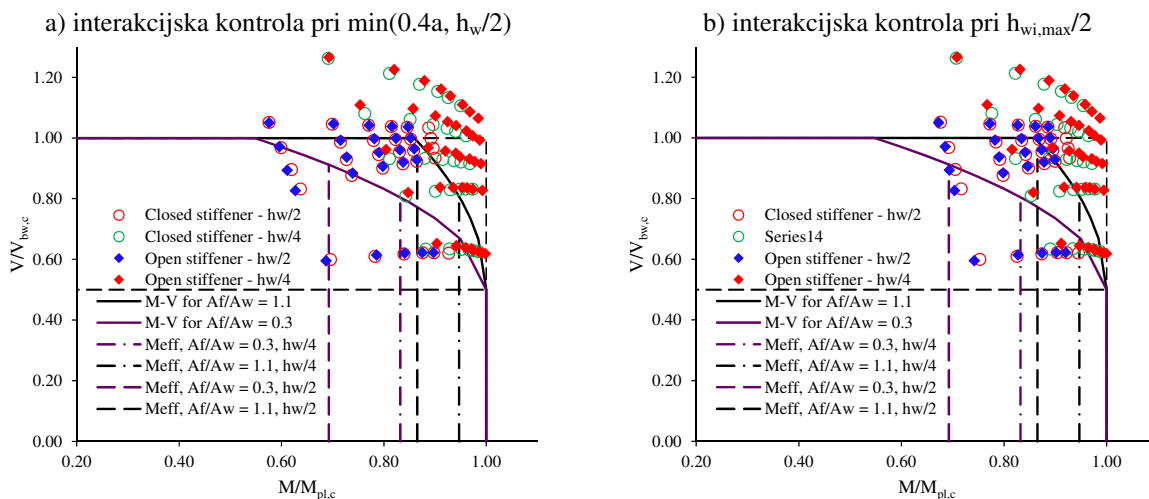 a) interakcijska kontrola pri min(0.4a, hw/2)
V/Vbw,c
1.20
1.00
0.80
0.60
0.40
0.20
0.00
Closed stiffener - hw/2
Closed stiffener - hw/4
Open stiffener - hw/2
Open stiffener - hw/4
M-V for Af/Aw = 1.1
M-V for Af/Aw = 0.3
Meff, Af/Aw = 0.3, hw/4
Meff, Af/Aw = 1.1, hw/4
Meff, Af/Aw = 0.3, hw/2
Meff, Af/Aw = 1.1, hw/2
0.20 0.40 0.60 0.80 1.00
M/Mpl,c
b) interakcijska kontrola pri hwi,max/2
V/Vbw,c
1.20
1.00
0.80
0.60
0.40
0.20
0.00
Closed stiffener - hw/2
Series14
Open stiffener - hw/2
Open stiffener - hw/4
M-V for Af/Aw = 1.1
M-V for Af/Aw = 0.3
Meff, Af/Aw = 0.3, hw/4
Meff, Af/Aw = 1.1, hw/4
Meff, Af/Aw = 0.3, hw/2
Meff, Af/Aw = 1.1, hw/2
0.20 0.40 0.60 0.80 1.00
M/Mpl,c